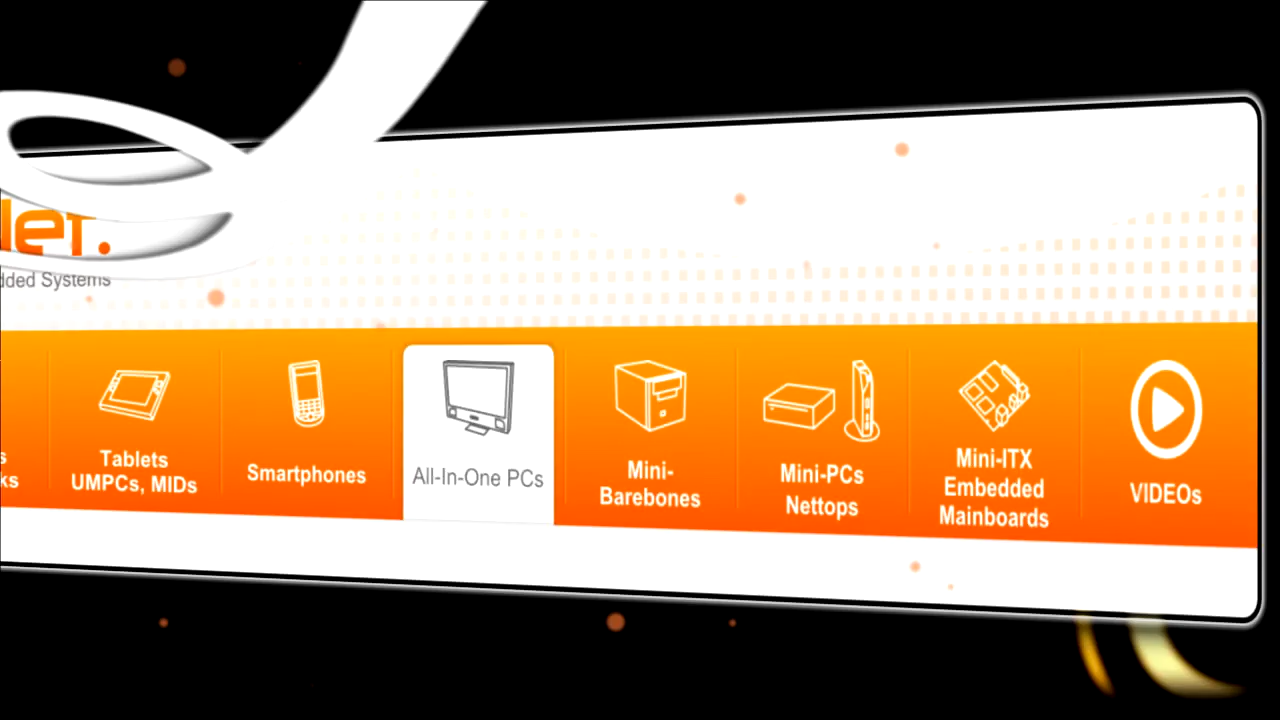 Tablets
UMPCs, MIDs
Smartphones
All-In-One PCs
Mini-
Barebones
Mini-PCs
Nettops
Mini-ITX
Embedded
Mainboards
VIDEOs
Systems